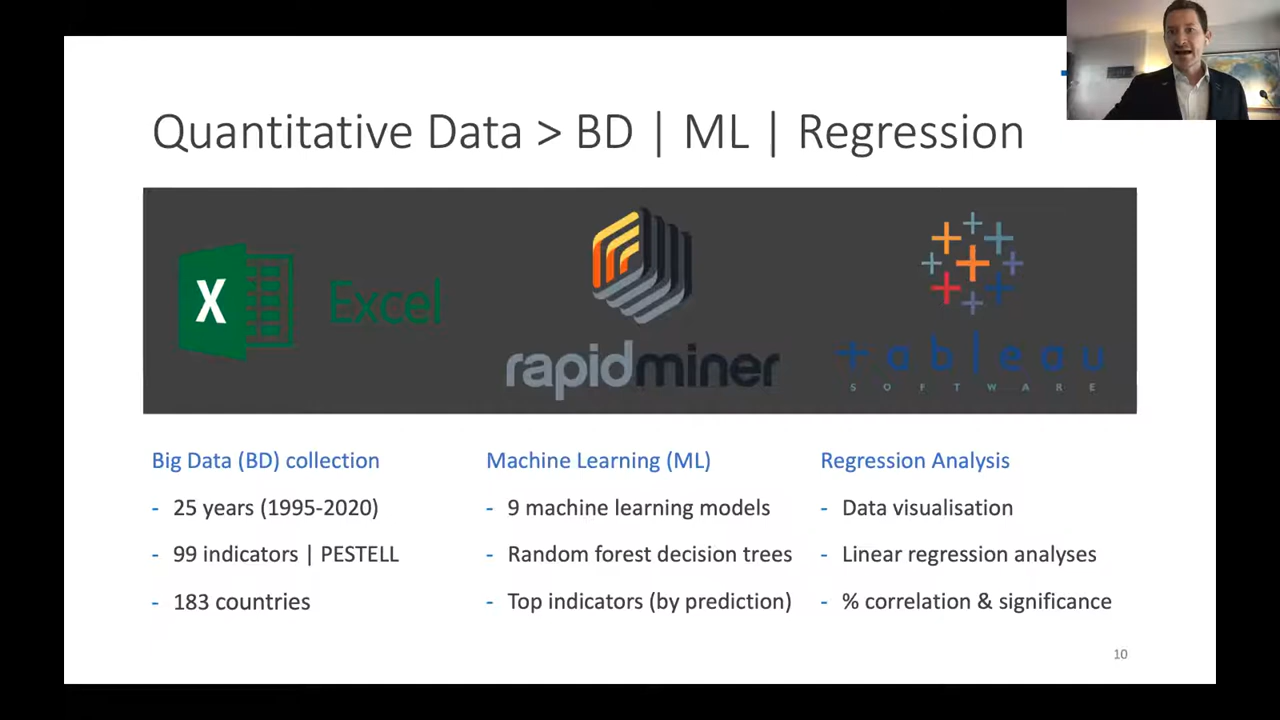 Quantitative Data > BD | ML | Regression
X Excel
rapidminer
+ableau
SOFTWARE
Big Data (BD) collection
- 25 years (1995-2020)
- 99 indicators | PESTELL
- 183 countries
Machine Learning (ML)
- 9 machine learning models
- Random forest decision trees
- Top indicators (by prediction)
Regression Analysis
- Data visualisation
- Linear regression analyses
- % correlation & significance
10